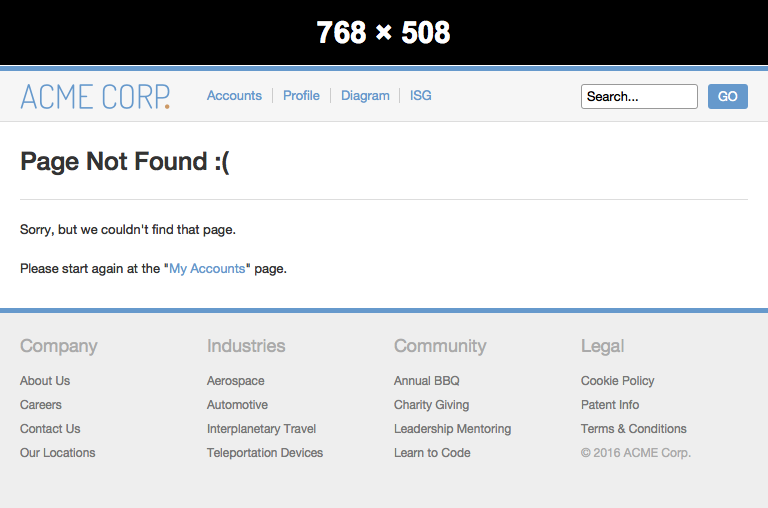 768 × 508
ACME CORP.
Accounts
Profile
Diagram
ISG
Search...
GO
Page Not Found :(
Sorry, but we couldn't find that page.
Please start again at the "My Accounts" page.
Company
About Us
Careers
Contact Us
Our Locations
Industries
Aerospace
Automotive
Interplanetary Travel
Teleportation Devices
Community
Annual BBQ
Charity Giving
Leadership Mentoring
Learn to Code
Legal
Cookie Policy
Patent Info
Terms & Conditions
© 2016 ACME Corp.